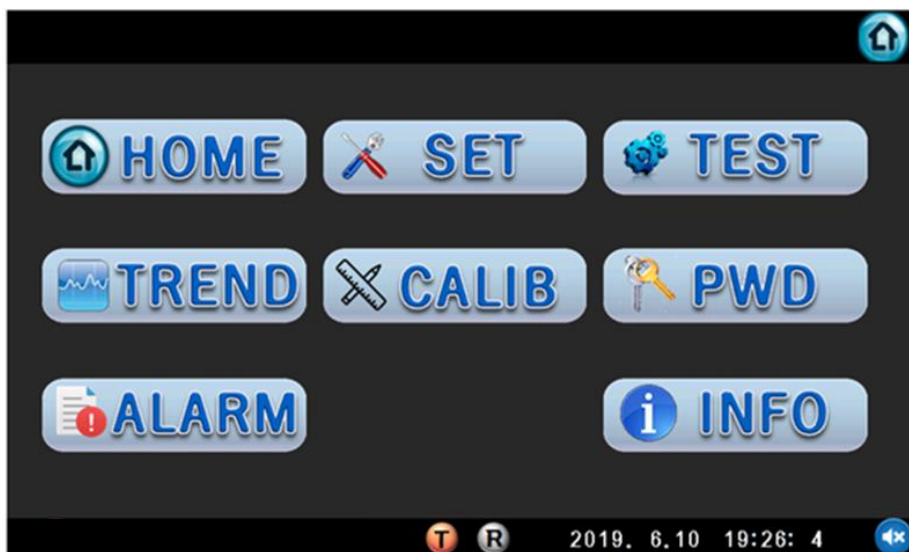 HOME SET TEST
TREND CALIB PWD
ALARM INFO
T R 2019. 6.10 19:26: 4